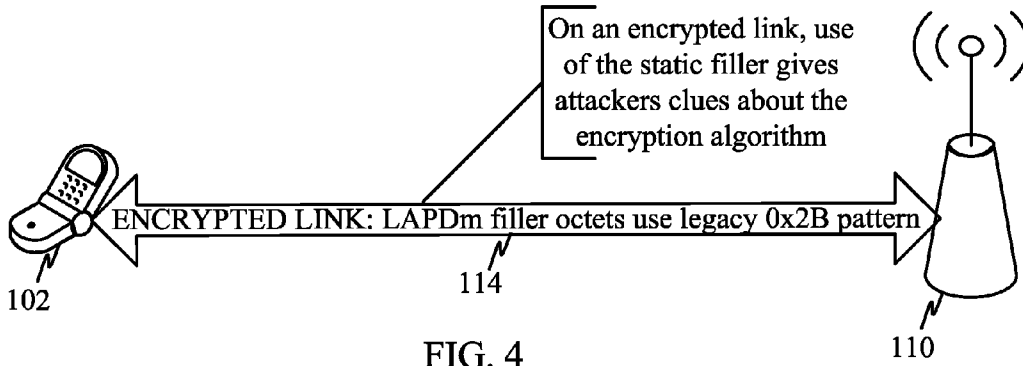 On an encrypted link, use
of the static filler gives
attackers clues about the
encryption algorithm
ENCRYPTED LINK: LAPDm filler octets use legacy 0x2B pattern
102
114
110
FIG. 4